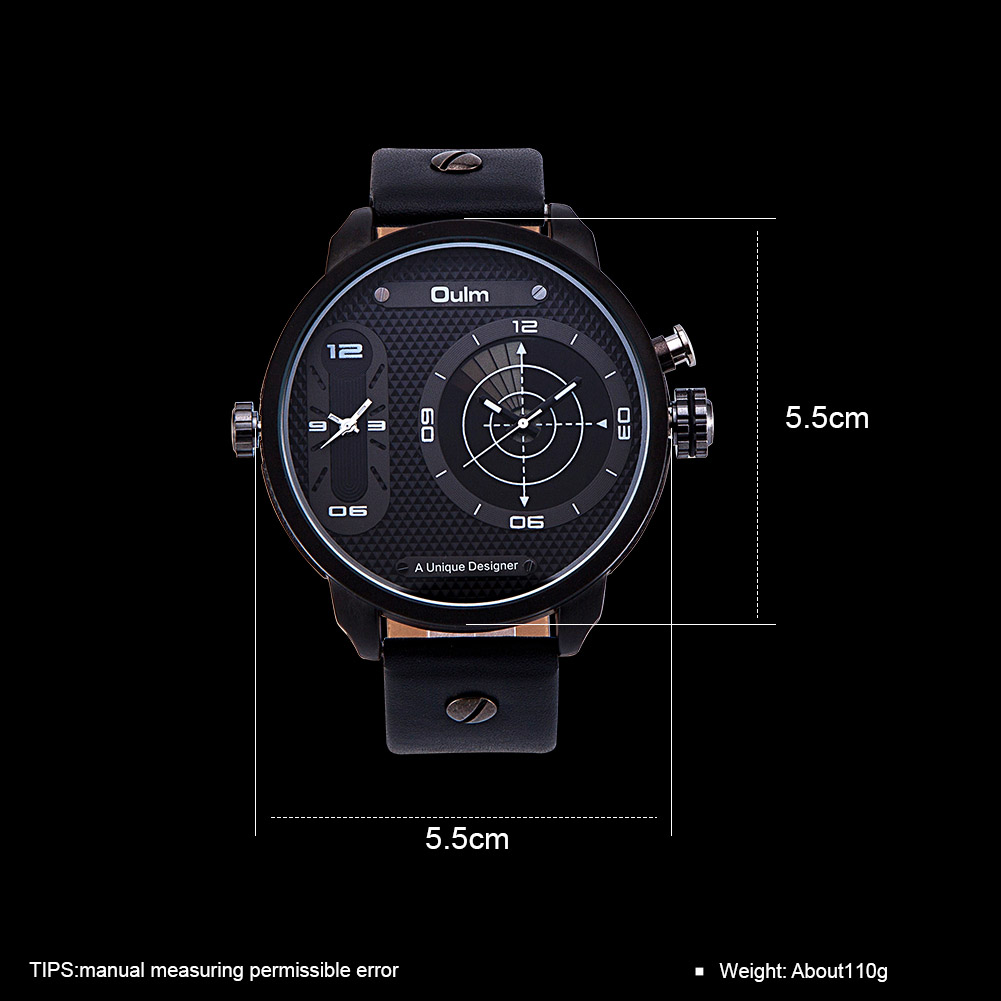 Oulm
12
12
9 3
09
03
06
06
A Unique Designer
5.5cm
5.5cm
TIPS:manual measuring permissible error
Weight: About110g